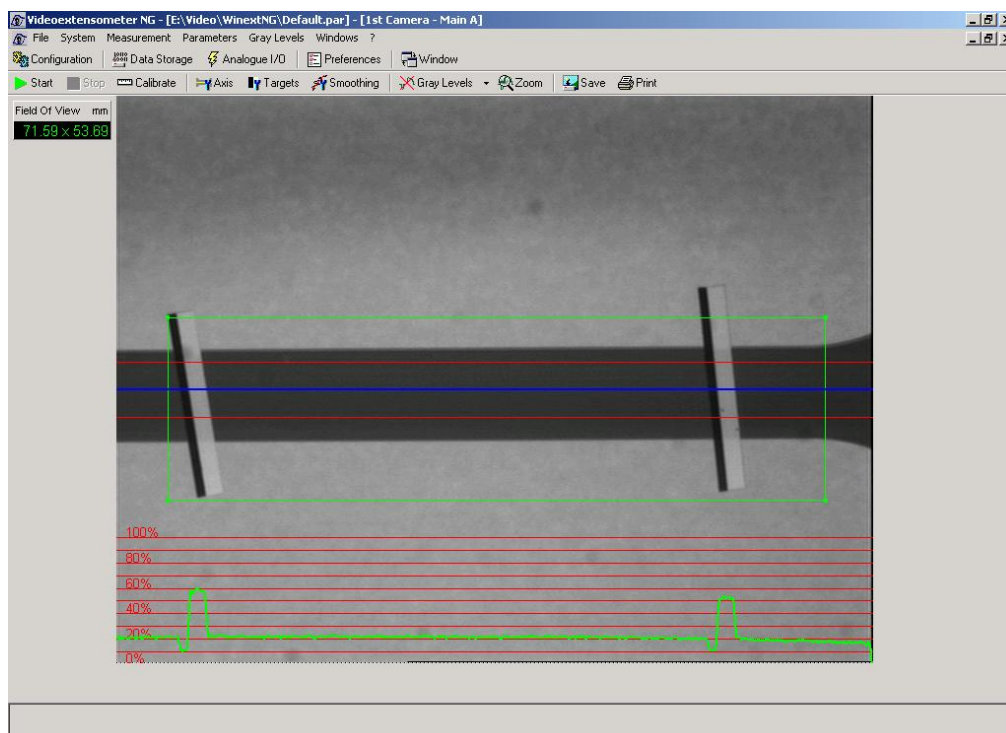 Videoextensometer NG - [E:\Video\WinextNG\Default.par] - [1st Camera - Main A]
File System Measurement Parameters Gray Levels Windows ?
Configuration Data Storage Analogue I/O Preferences Window
Start Stop Calibrate Axis Targets Smoothing Gray Levels Zoom Save Print
Field Of View mm
71.59 × 53.69
100%
80%
60%
40%
20%
0%